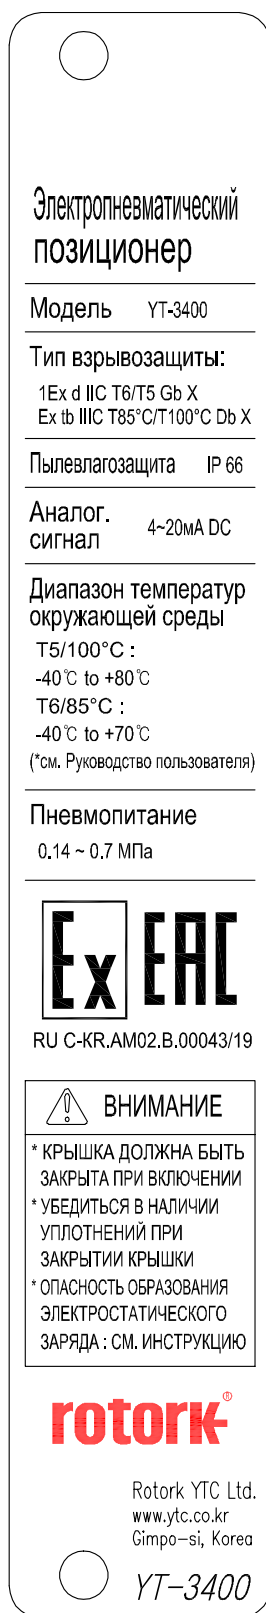 Электропневматический
позиционер
Модель YT-3400
Тип взрывозащиты:
1Ex d IIC T6/T5 Gb X
Ex tb IIIC T85°C/T100°C Db X
Пылевлагозащита IP 66
Аналог.
сигнал 4~20мА DC
Диапазон температур
окружающей среды
T5/100°C :
-40℃ to +80℃
T6/85°C :
-40℃ to +70℃
(*см. Руководство пользователя)
Пневмопитание
0.14 ~ 0.7 МПа
Ex EAC
RU C-KR.AM02.B.00043/19
ВНИМАНИЕ
* КРЫШКА ДОЛЖНА БЫТЬ
ЗАКРЫТА ПРИ ВКЛЮЧЕНИИ
* УБЕДИТЬСЯ В НАЛИЧИИ
УПЛОТНЕНИЙ ПРИ
ЗАКРЫТИИ КРЫШКИ
* ОПАСНОСТЬ ОБРАЗОВАНИЯ
ЭЛЕКТРОСТАТИЧЕСКОГО
ЗАРЯДА : СМ. ИНСТРУКЦИЮ
rotork®
Rotork YTC Ltd.
www.ytc.co.kr
Gimpo-si, Korea
YT-3400